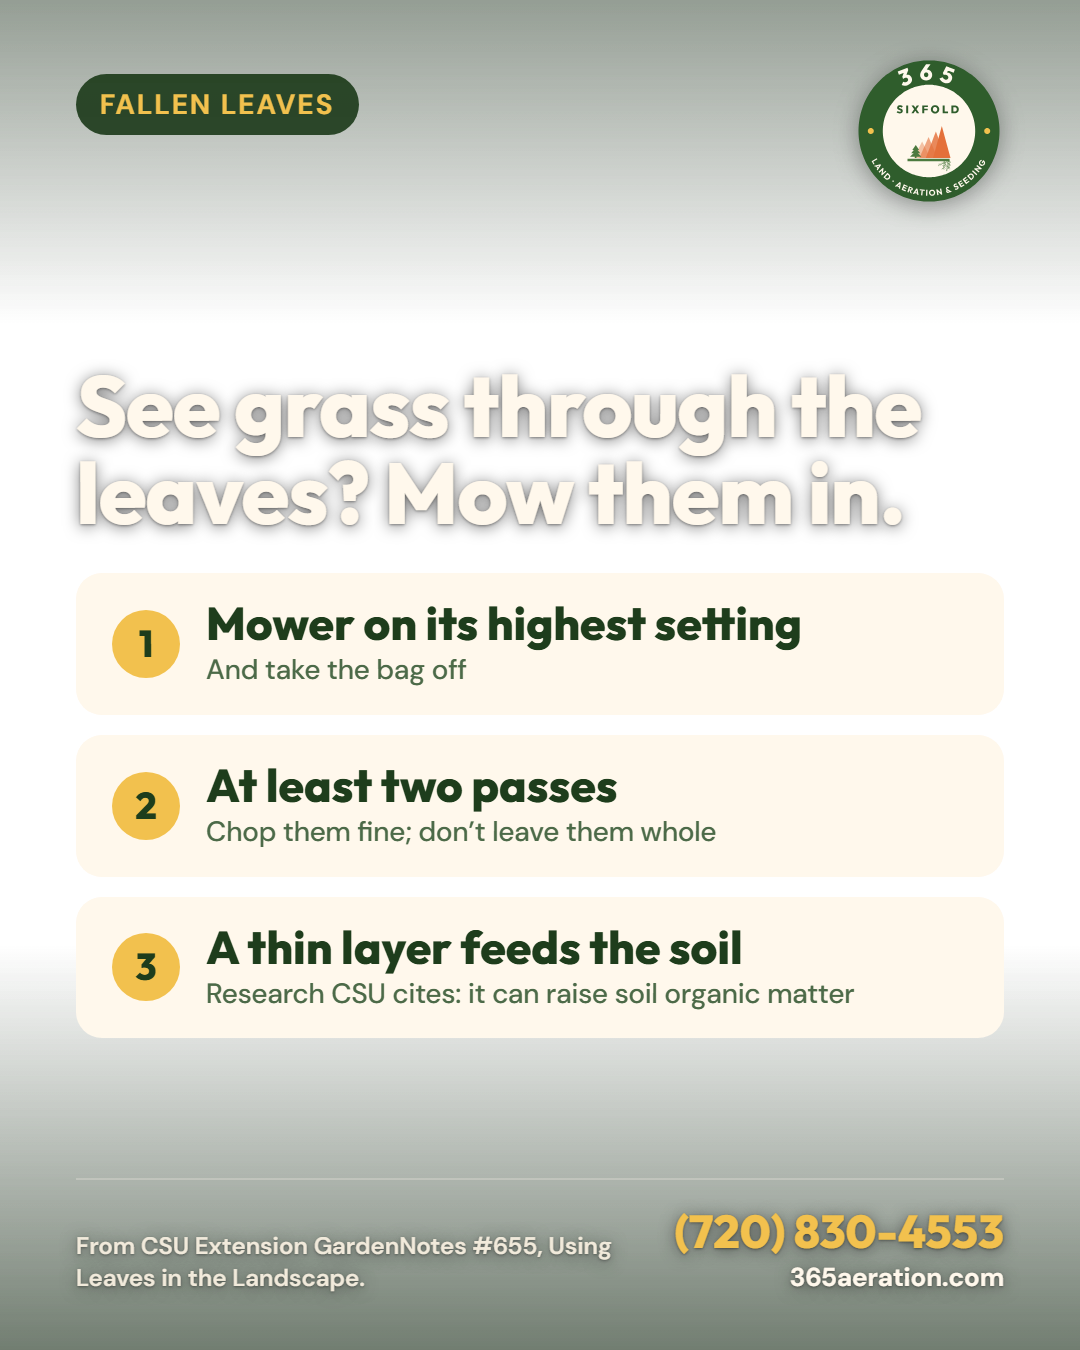 FALLEN LEAVES
365
SIXFOLD
LAND · AERATION & SEEDING
See grass through the
leaves? Mow them in.
1
Mower on its highest setting
And take the bag off
2
At least two passes
Chop them fine; don’t leave them whole
3
A thin layer feeds the soil
Research CSU cites: it can raise soil organic matter
From CSU Extension GardenNotes #655, Using
Leaves in the Landscape.
(720) 830-4553
365aeration.com